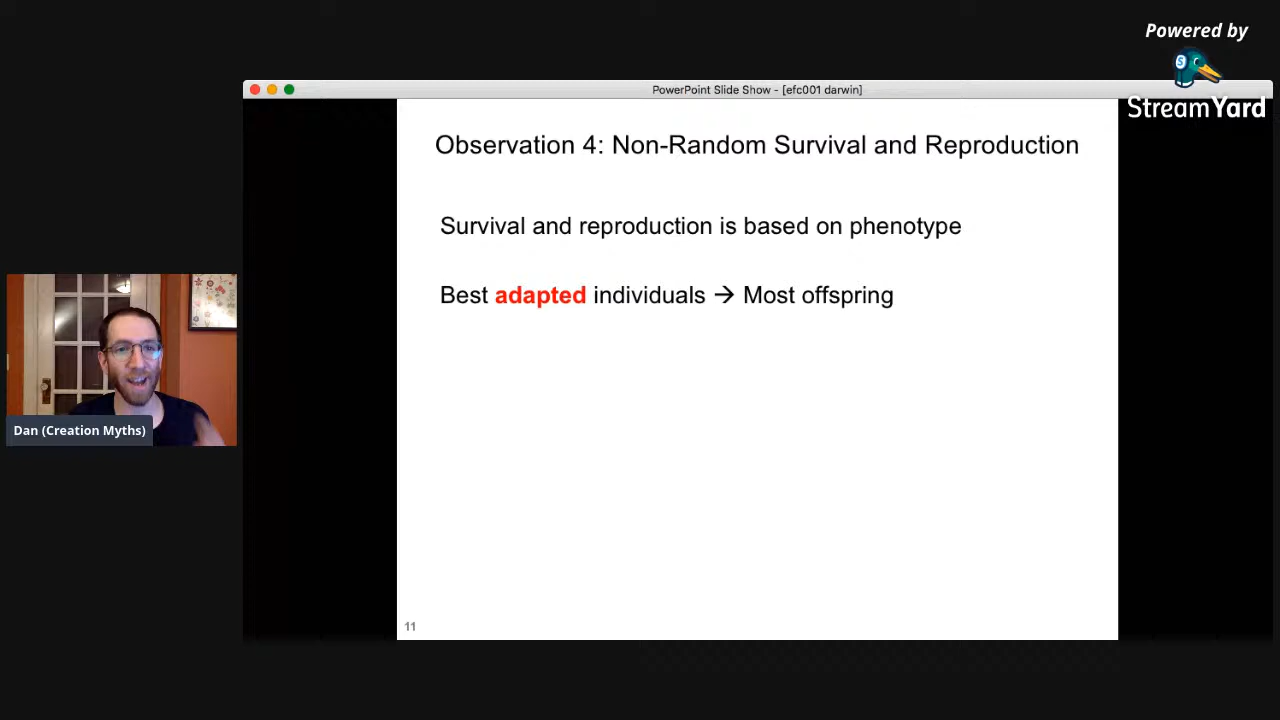 Powered by
StreamYard
PowerPoint Slide Show - [efc001 darwin]
Observation 4: Non-Random Survival and Reproduction
Survival and reproduction is based on phenotype
Best adapted individuals → Most offspring
Dan (Creation Myths)
11